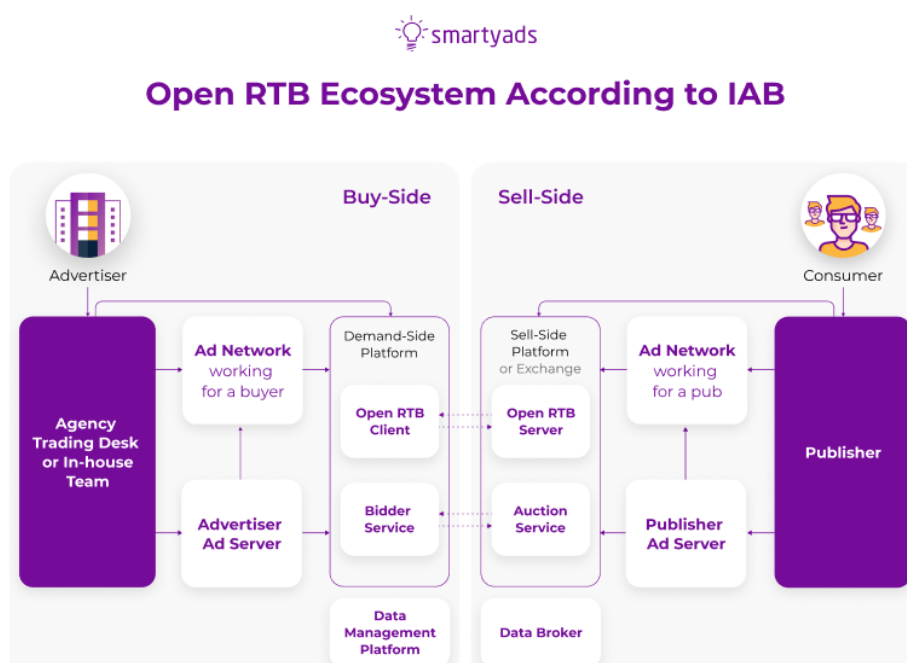 smartyads
Open RTB Ecosystem According to IAB
Buy-Side
Sell-Side
Advertiser
Consumer
Agency
Trading Desk
or In-house
Team
Ad Network
working
for a buyer
Advertiser
Ad Server
Demand-Side
Platform
Open RTB
Client
Bidder
Service
Data
Management
Platform
Sell-Side
Platform
or Exchange
Open RTB
Server
Auction
Service
Data Broker
Ad Network
working
for a pub
Publisher
Ad Server
Publisher